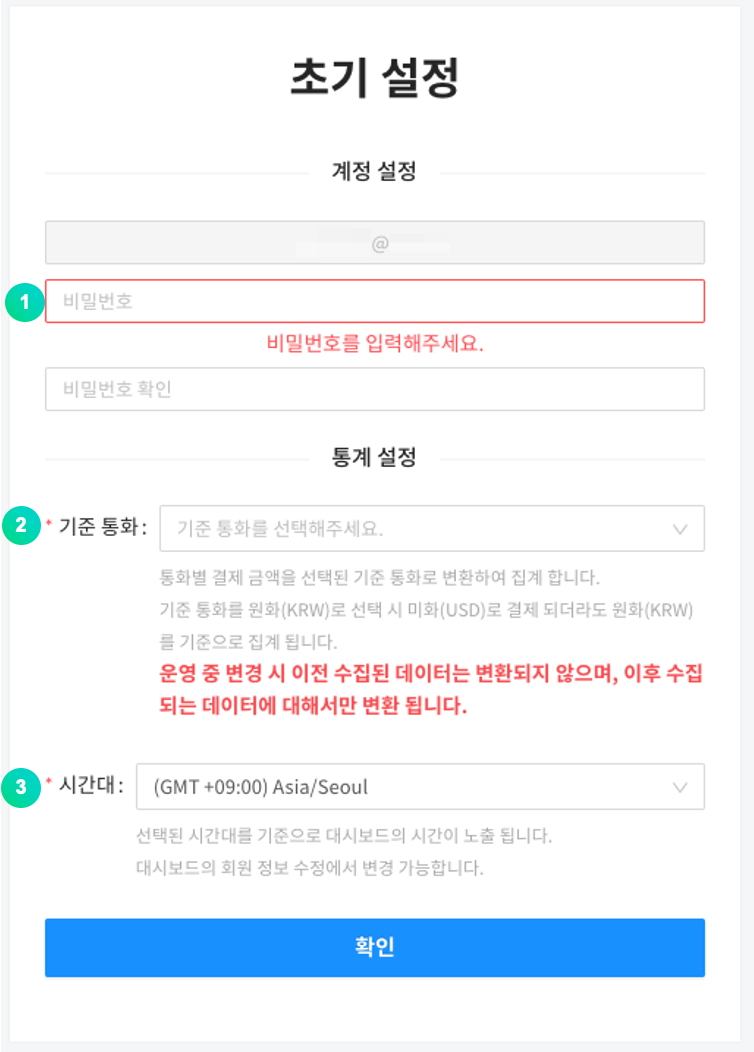 초기 설정
계정 설정
@
1 비밀번호
비밀번호를 입력해주세요.
비밀번호 확인
통계 설정
2 * 기준 통화 : 기준 통화를 선택해주세요.
통화별 결제 금액을 선택된 기준 통화로 변환하여 집계 합니다.
기준 통화를 원화(KRW)로 선택 시 미화(USD)로 결제 되더라도 원화(KRW)
를 기준으로 집계 됩니다.
운영 중 변경 시 이전 수집된 데이터는 변환되지 않으며, 이후 수집
되는 데이터에 대해서만 변환 됩니다.
3 * 시간대 : (GMT +09:00) Asia/Seoul
선택된 시간대를 기준으로 대시보드의 시간이 노출 됩니다.
대시보드의 회원 정보 수정에서 변경 가능합니다.
확인